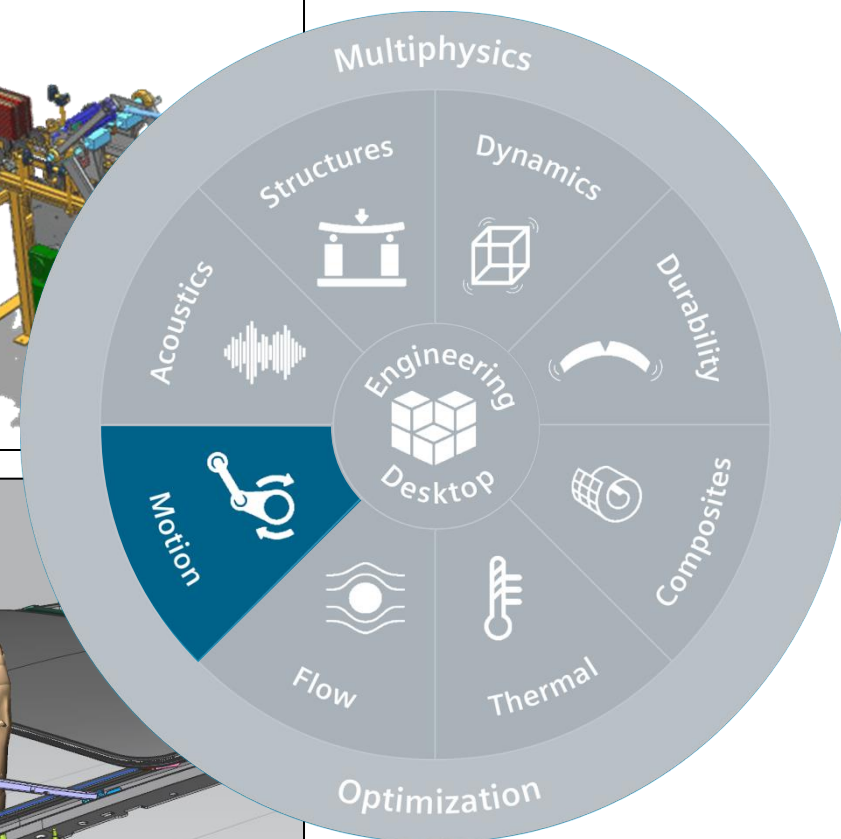 Multiphysics
Structures
Dynamics
Acoustics
Durability
Engineering
Desktop
Motion
Composites
Flow
Thermal
Optimization